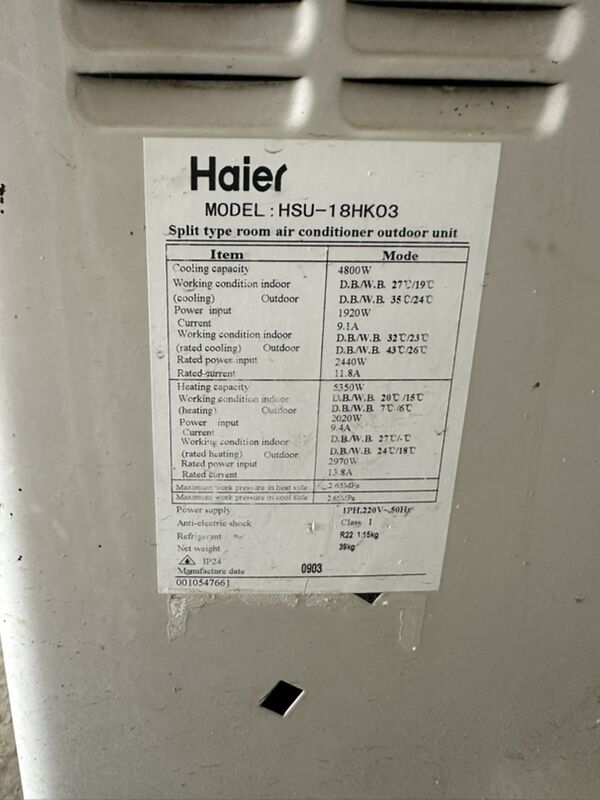 Haier
MODEL : HSU-18HK03
Split type room air conditioner outdoor unit
Item Mode
Cooling capacity 4800W
Working condition indoor D.B./W.B. 27℃/19℃
(cooling) Outdoor D.B./W.B. 35℃/24℃
Power input 1920W
Current 9.1A
Working condition indoor D.B./W.B. 32℃/23℃
(rated cooling) Outdoor D.B./W.B. 43℃/26℃
Rated power input 2440W
Rated current 11.8A
Heating capacity 5350W
Working condition indoor D.B./W.B. 20℃/15℃
(heating) Outdoor D.B./W.B. 7℃/6℃
Power input 2020W
Current 9.4A
Working condition indoor D.B./W.B. 27℃/-℃
(rated heating) Outdoor D.B./W.B. 24℃/18℃
Rated power input 2970W
Rated current 13.8A
Maximum work pressure in heat side 2.65MPa
Maximum work pressure in cool side 2.65MPa
Power supply 1PH,220V~,50Hz
Anti-electric shock Class I
Refrigerant R22 1.15kg
Net weight 39kg
IP24
Manufacture date 0903
0010547661